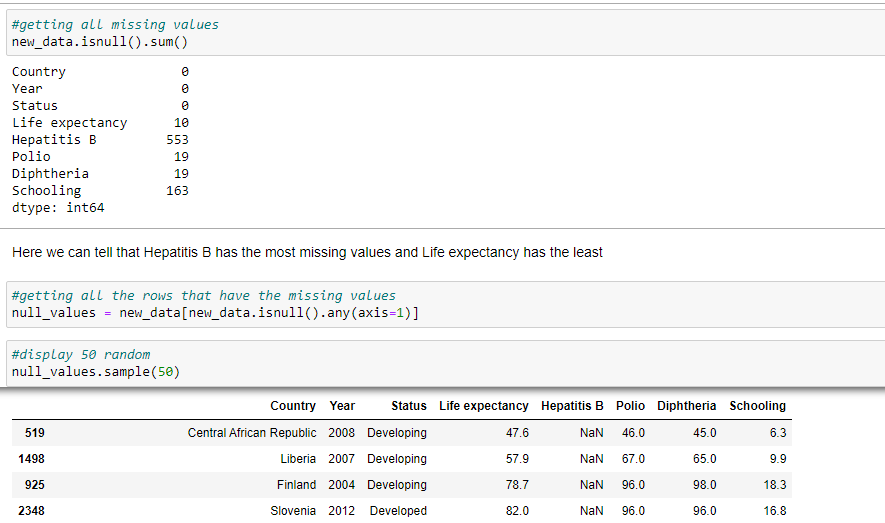 #getting all missing values
new_data.isnull().sum()
Country 0
Year 0
Status 0
Life expectancy 10
Hepatitis B 553
Polio 19
Diphtheria 19
Schooling 163
dtype: int64
Here we can tell that Hepatitis B has the most missing values and Life expectancy has the least
#getting all the rows that have the missing values
null_values = new_data[new_data.isnull().any(axis=1)]
#display 50 random
null_values.sample(50)
Country Year Status Life expectancy Hepatitis B Polio Diphtheria Schooling
519 Central African Republic 2008 Developing 47.6 NaN 46.0 45.0 6.3
1498 Liberia 2007 Developing 57.9 NaN 67.0 65.0 9.9
925 Finland 2004 Developing 78.7 NaN 96.0 98.0 18.3
2348 Slovenia 2012 Developed 82.0 NaN 96.0 96.0 16.8